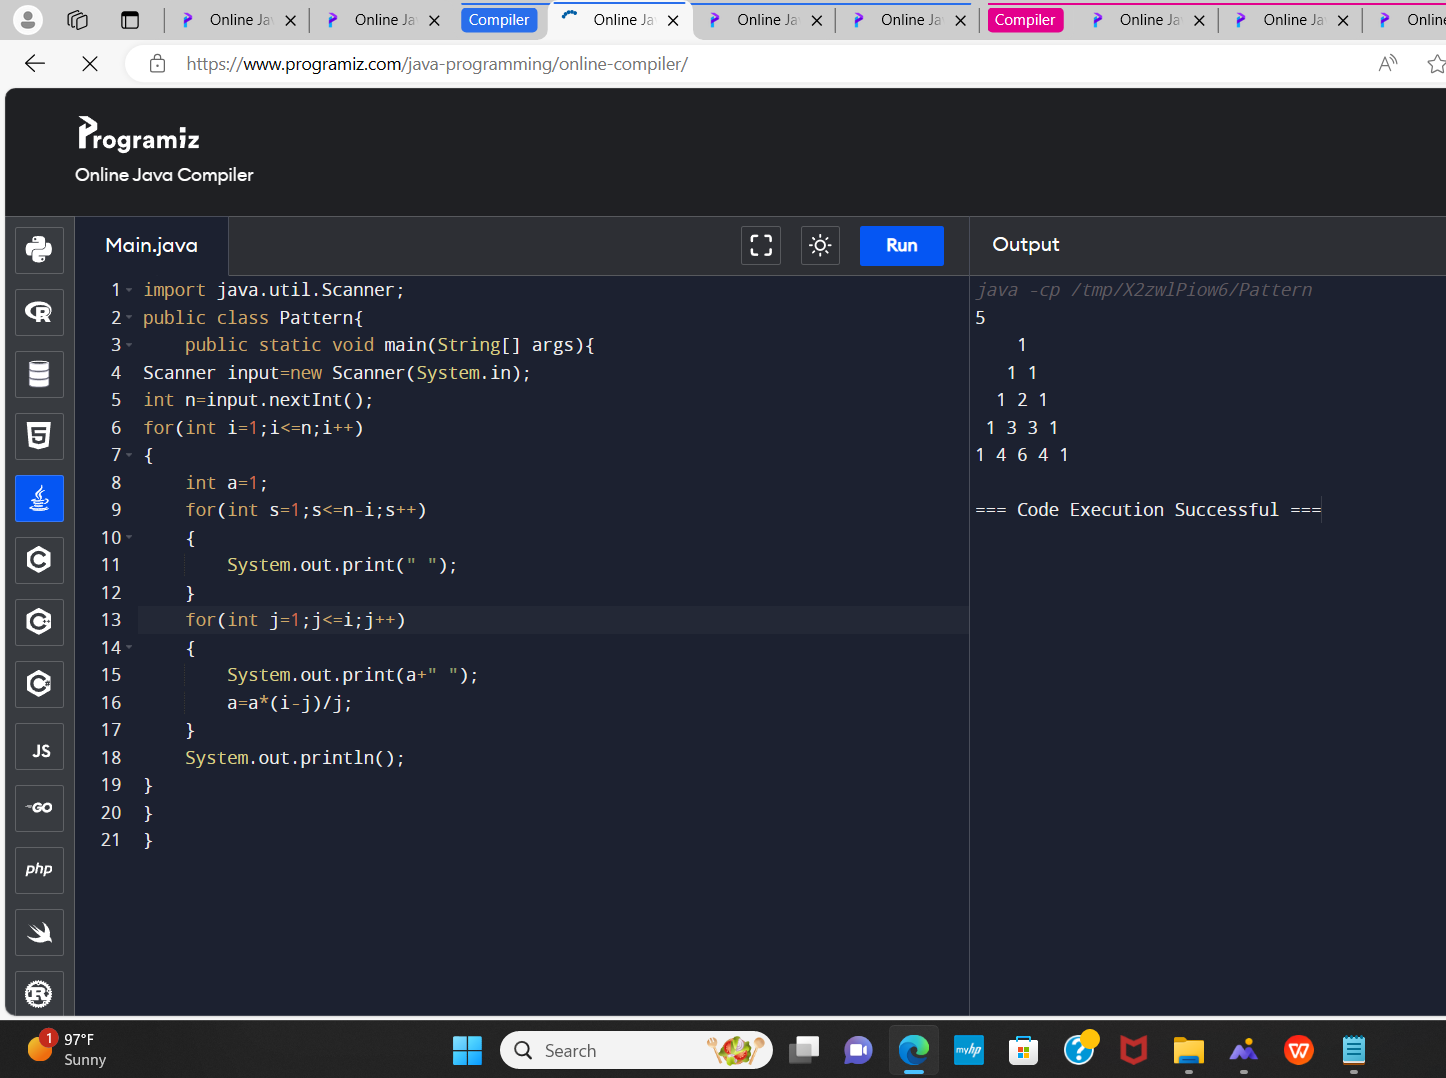 Online Ja
Online Ja
Compiler
Online Ja
Online Ja
Online Ja
Compiler
Online Ja
Online Ja
Online
https://www.programiz.com/java-programming/online-compiler/
Programiz
Online Java Compiler
Main.java
Run
Output
1 import java.util.Scanner;
2 public class Pattern{
3     public static void main(String[] args){
4 Scanner input=new Scanner(System.in);
5 int n=input.nextInt();
6 for(int i=1;i<=n;i++)
7 {
8     int a=1;
9     for(int s=1;s<=n-i;s++)
10     {
11         System.out.print(" ");
12     }
13     for(int j=1;j<=i;j++)
14     {
15         System.out.print(a+" ");
16         a=a*(i-j)/j;
17     }
18     System.out.println();
19 }
20 }
21 }
java -cp /tmp/X2zwlPiow6/Pattern
5
    1
   1 1
  1 2 1
 1 3 3 1
1 4 6 4 1
=== Code Execution Successful ===
R
5
C
C++
C#
JS
GO
php
R
1
97°F
Sunny
Search
myhp
?
W